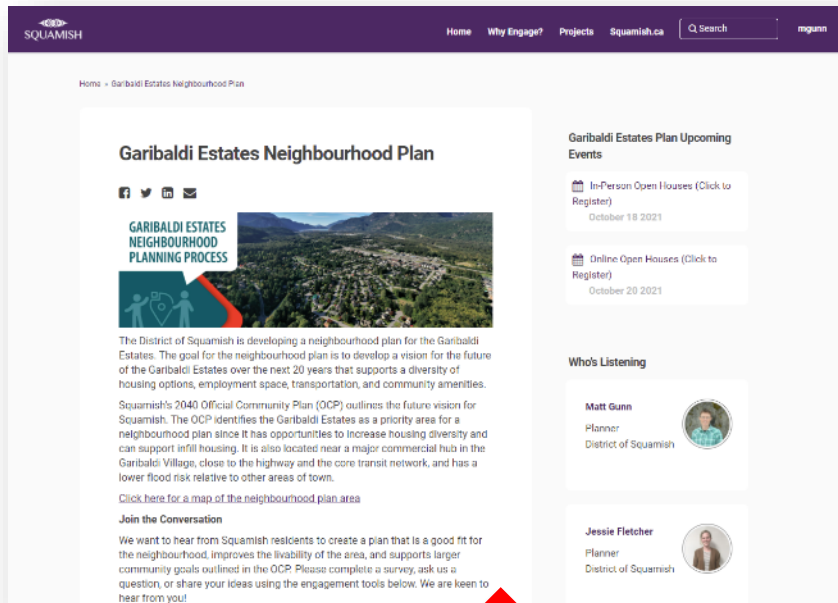 SQUAMISH
Home Why Engage? Projects Squamish.ca Search mgunn
Home » Garibaldi Estates Neighbourhood Plan
Garibaldi Estates Neighbourhood Plan
GARIBALDI ESTATES
NEIGHBOURHOOD
PLANNING PROCESS
The District of Squamish is developing a neighbourhood plan for the Garibaldi
Estates. The goal for the neighbourhood plan is to develop a vision for the future
of the Garibaldi Estates over the next 20 years that supports a diversity of
housing options, employment space, transportation, and community amenities.
Squamish's 2040 Official Community Plan (OCP) outlines the future vision for
Squamish. The OCP identifies the Garibaldi Estates as a priority area for a
neighbourhood plan since it has opportunities to increase housing diversity and
can support infill housing. It is also located near a major commercial hub in the
Garibaldi Village, close to the highway and the core transit network, and has a
lower flood risk relative to other areas of town.
Click here for a map of the neighbourhood plan area
Join the Conversation
We want to hear from Squamish residents to create a plan that is a good fit for
the neighbourhood, improves the livability of the area, and supports larger
community goals outlined in the OCP. Please complete a survey, ask us a
question, or share your ideas using the engagement tools below. We are keen to
hear from you!
Garibaldi Estates Plan Upcoming
Events
In-Person Open Houses (Click to
Register)
October 18 2021
Online Open Houses (Click to
Register)
October 20 2021
Who's Listening
Matt Gunn
Planner
District of Squamish
Jessie Fletcher
Planner
District of Squamish